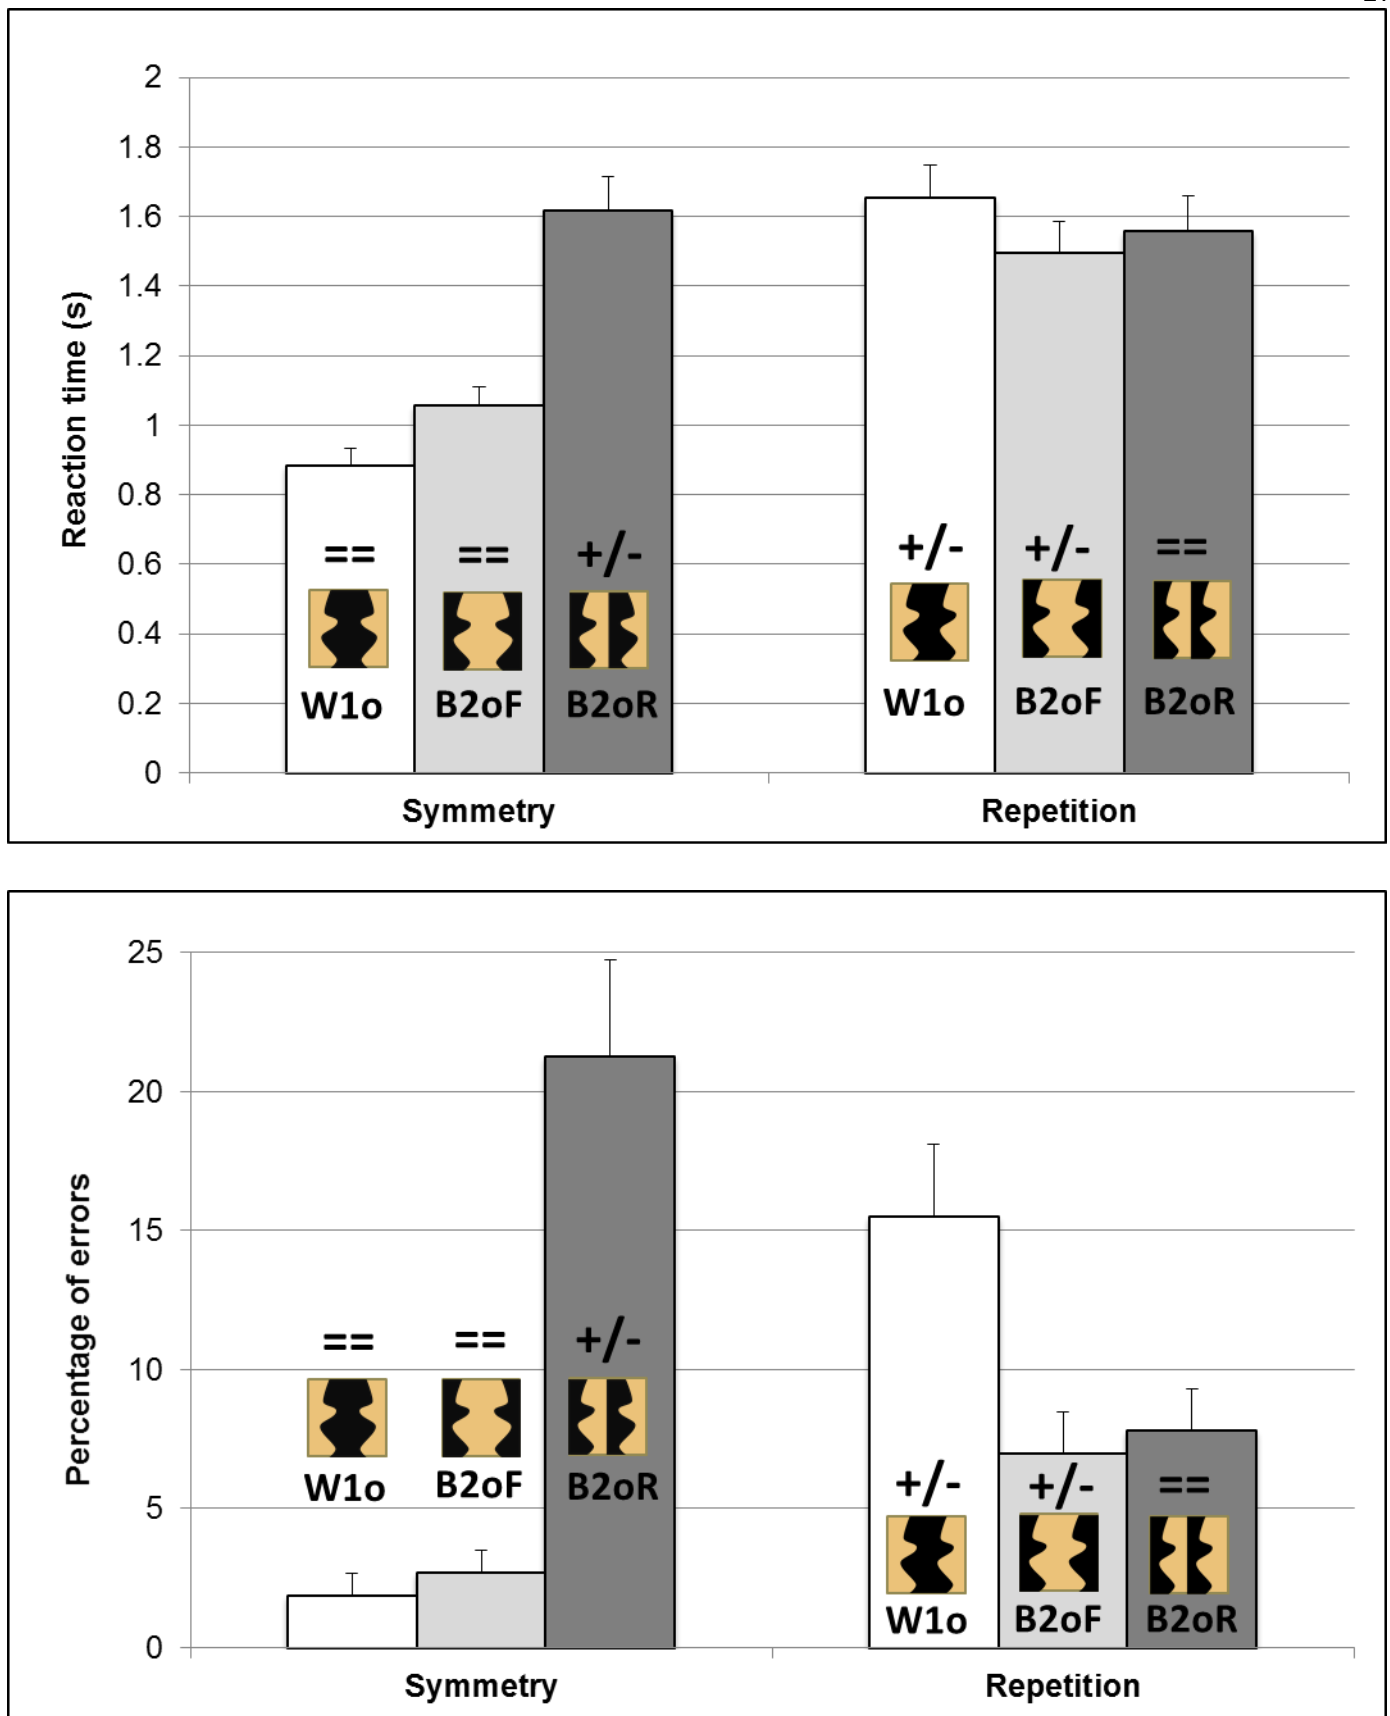 2
1.8
1.6
1.4
1.2
1
0.8
0.6
0.4
0.2
0
Reaction time (s)
== == +/- +/- +/- ==
W1o B2oF B2oR W1o B2oF B2oR
Symmetry Repetition
25
20
15
10
5
0
Percentage of errors
== == +/-
W1o B2oF B2oR
+/- +/- ==
W1o B2oF B2oR
Symmetry Repetition